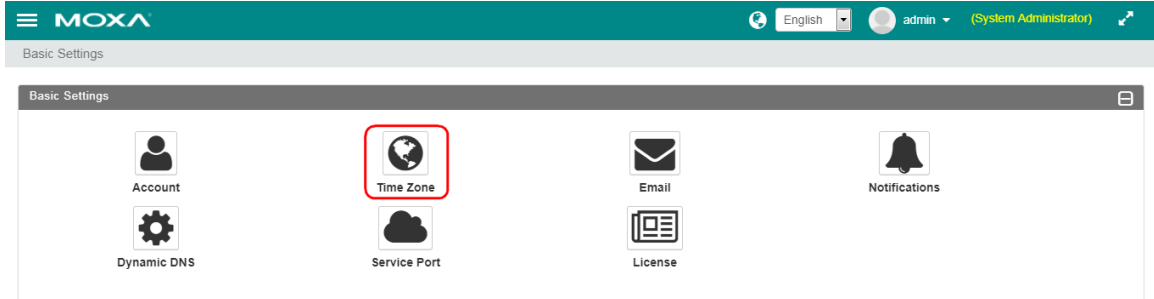 MOXA
English
admin
(System Administrator)
Basic Settings
Basic Settings
Account
Time Zone
Email
Notifications
Dynamic DNS
Service Port
License